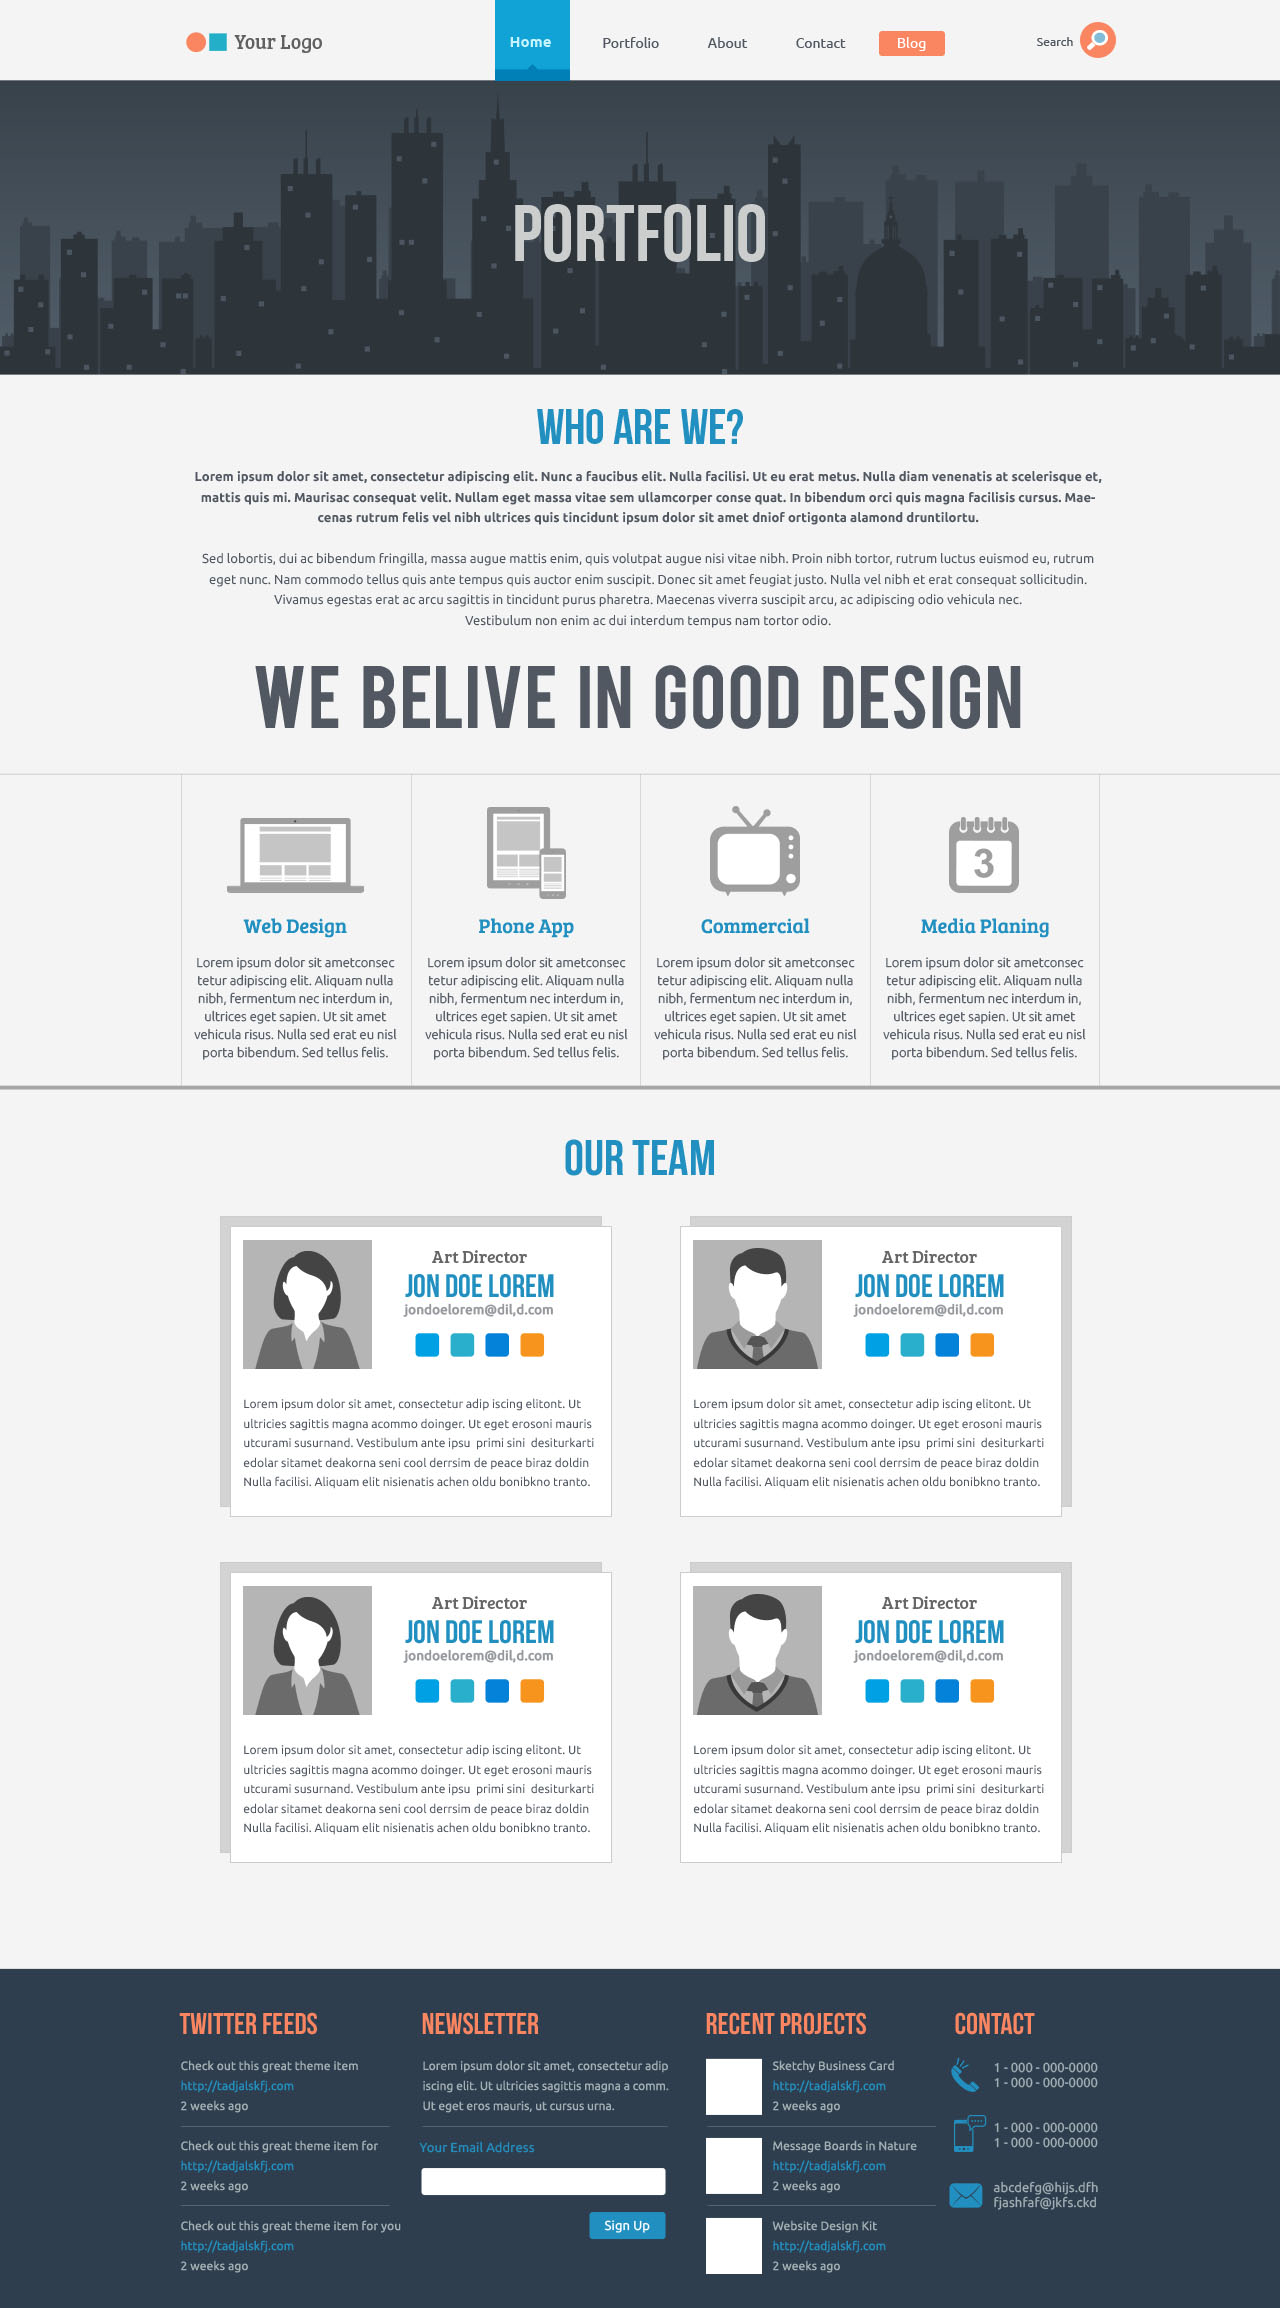 Your Logo
Home
Portfolio
About
Contact
Blog
Search
PORTFOLIO
WHO ARE WE?
Lorem ipsum dolor sit amet, consectetur adipiscing elit. Nunc a faucibus elit. Nulla facilisi. Ut eu erat metus. Nulla diam venenatis at scelerisque et,
mattis quis mi. Maurisac consequat velit. Nullam eget massa vitae sem ullamcorper conse quat. In bibendum orci quis magna facilisis cursus. Mae-
cenas rutrum felis vel nibh ultrices quis tincidunt ipsum dolor sit amet dniof ortigonta alamond druntilortu.
Sed lobortis, dui ac bibendum fringilla, massa augue mattis enim, quis volutpat augue nisi vitae nibh. Proin nibh tortor, rutrum luctus euismod eu, rutrum
eget nunc. Nam commodo tellus quis ante tempus quis auctor enim suscipit. Donec sit amet feugiat justo. Nulla vel nibh et erat consequat sollicitudin.
Vivamus egestas erat ac arcu sagittis in tincidunt purus pharetra. Maecenas viverra suscipit arcu, ac adipiscing odio vehicula nec.
Vestibulum non enim ac dui interdum tempus nam tortor odio.
WE BELIVE IN GOOD DESIGN
Web Design
Lorem ipsum dolor sit ametconsec
tetur adipiscing elit. Aliquam nulla
nibh, fermentum nec interdum in,
ultrices eget sapien. Ut sit amet
vehicula risus. Nulla sed erat eu nisl
porta bibendum. Sed tellus felis.
Phone App
Lorem ipsum dolor sit ametconsec
tetur adipiscing elit. Aliquam nulla
nibh, fermentum nec interdum in,
ultrices eget sapien. Ut sit amet
vehicula risus. Nulla sed erat eu nisl
porta bibendum. Sed tellus felis.
Commercial
Lorem ipsum dolor sit ametconsec
tetur adipiscing elit. Aliquam nulla
nibh, fermentum nec interdum in,
ultrices eget sapien. Ut sit amet
vehicula risus. Nulla sed erat eu nisl
porta bibendum. Sed tellus felis.
3
Media Planing
Lorem ipsum dolor sit ametconsec
tetur adipiscing elit. Aliquam nulla
nibh, fermentum nec interdum in,
ultrices eget sapien. Ut sit amet
vehicula risus. Nulla sed erat eu nisl
porta bibendum. Sed tellus felis.
OUR TEAM
Art Director
JON DOE LOREM
jondoelorem@dil,d.com
Lorem ipsum dolor sit amet, consectetur adip iscing elitont. Ut
ultricies sagittis magna acommo doinger. Ut eget erosoni mauris
utcurami susurnand. Vestibulum ante ipsu primi sini desiturkarti
edolar sitamet deakorna seni cool derrsim de peace biraz doldin
Nulla facilisi. Aliquam elit nisienatis achen oldu bonibkno tranto.
Art Director
JON DOE LOREM
jondoelorem@dil,d.com
Lorem ipsum dolor sit amet, consectetur adip iscing elitont. Ut
ultricies sagittis magna acommo doinger. Ut eget erosoni mauris
utcurami susurnand. Vestibulum ante ipsu primi sini desiturkarti
edolar sitamet deakorna seni cool derrsim de peace biraz doldin
Nulla facilisi. Aliquam elit nisienatis achen oldu bonibkno tranto.
Art Director
JON DOE LOREM
jondoelorem@dil,d.com
Lorem ipsum dolor sit amet, consectetur adip iscing elitont. Ut
ultricies sagittis magna acommo doinger. Ut eget erosoni mauris
utcurami susurnand. Vestibulum ante ipsu primi sini desiturkarti
edolar sitamet deakorna seni cool derrsim de peace biraz doldin
Nulla facilisi. Aliquam elit nisienatis achen oldu bonibkno tranto.
Art Director
JON DOE LOREM
jondoelorem@dil,d.com
Lorem ipsum dolor sit amet, consectetur adip iscing elitont. Ut
ultricies sagittis magna acommo doinger. Ut eget erosoni mauris
utcurami susurnand. Vestibulum ante ipsu primi sini desiturkarti
edolar sitamet deakorna seni cool derrsim de peace biraz doldin
Nulla facilisi. Aliquam elit nisienatis achen oldu bonibkno tranto.
TWITTER FEEDS
Check out this great theme item
http://tadjalskfj.com
2 weeks ago
Check out this great theme item for
http://tadjalskfj.com
2 weeks ago
Check out this great theme item for you
http://tadjalskfj.com
2 weeks ago
NEWSLETTER
Lorem ipsum dolor sit amet, consectetur adip
iscing elit. Ut ultricies sagittis magna a comm.
Ut eget eros mauris, ut cursus urna.
Your Email Address
Sign Up
RECENT PROJECTS
Sketchy Business Card
http://tadjalskfj.com
2 weeks ago
Message Boards in Nature
http://tadjalskfj.com
2 weeks ago
Website Design Kit
http://tadjalskfj.com
2 weeks ago
CONTACT
1 - 000 - 000-0000
1 - 000 - 000-0000
1 - 000 - 000-0000
1 - 000 - 000-0000
abcdefg@hijs.dfh
fjashfaf@jkfs.ckd